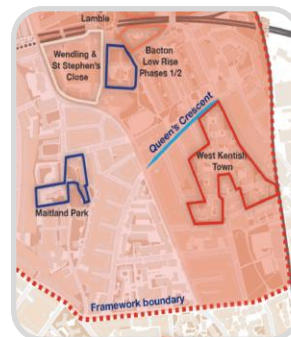 Lamble
Wendling &
St Stephen's
Close
Bacton
Low Rise
Phases 1/2
Queen's Crescent
West Kentish
Town
Maitland Park
Framework boundary